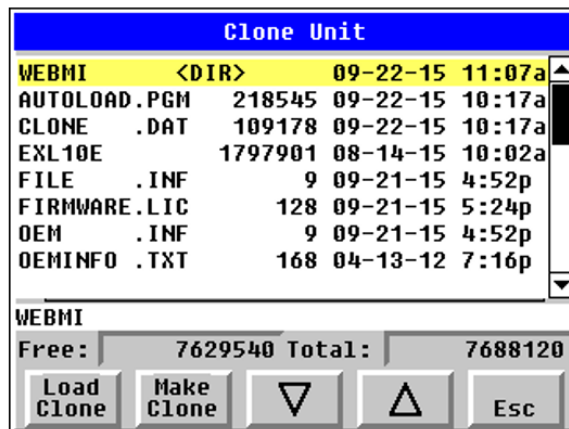 Clone Unit
WEBMI <DIR> 09-22-15 11:07a
AUTOLOAD.PGM 218545 09-22-15 10:17a
CLONE .DAT 109178 09-22-15 10:17a
EXL10E 1797901 08-14-15 10:02a
FILE .INF 9 09-21-15 4:52p
FIRMWARE.LIC 128 09-21-15 5:24p
OEM .INF 9 09-21-15 4:52p
OEMINFO .TXT 168 04-13-12 7:16p
WEBMI
Free: 7629540 Total: 7688120
Load Clone
Make Clone
Esc